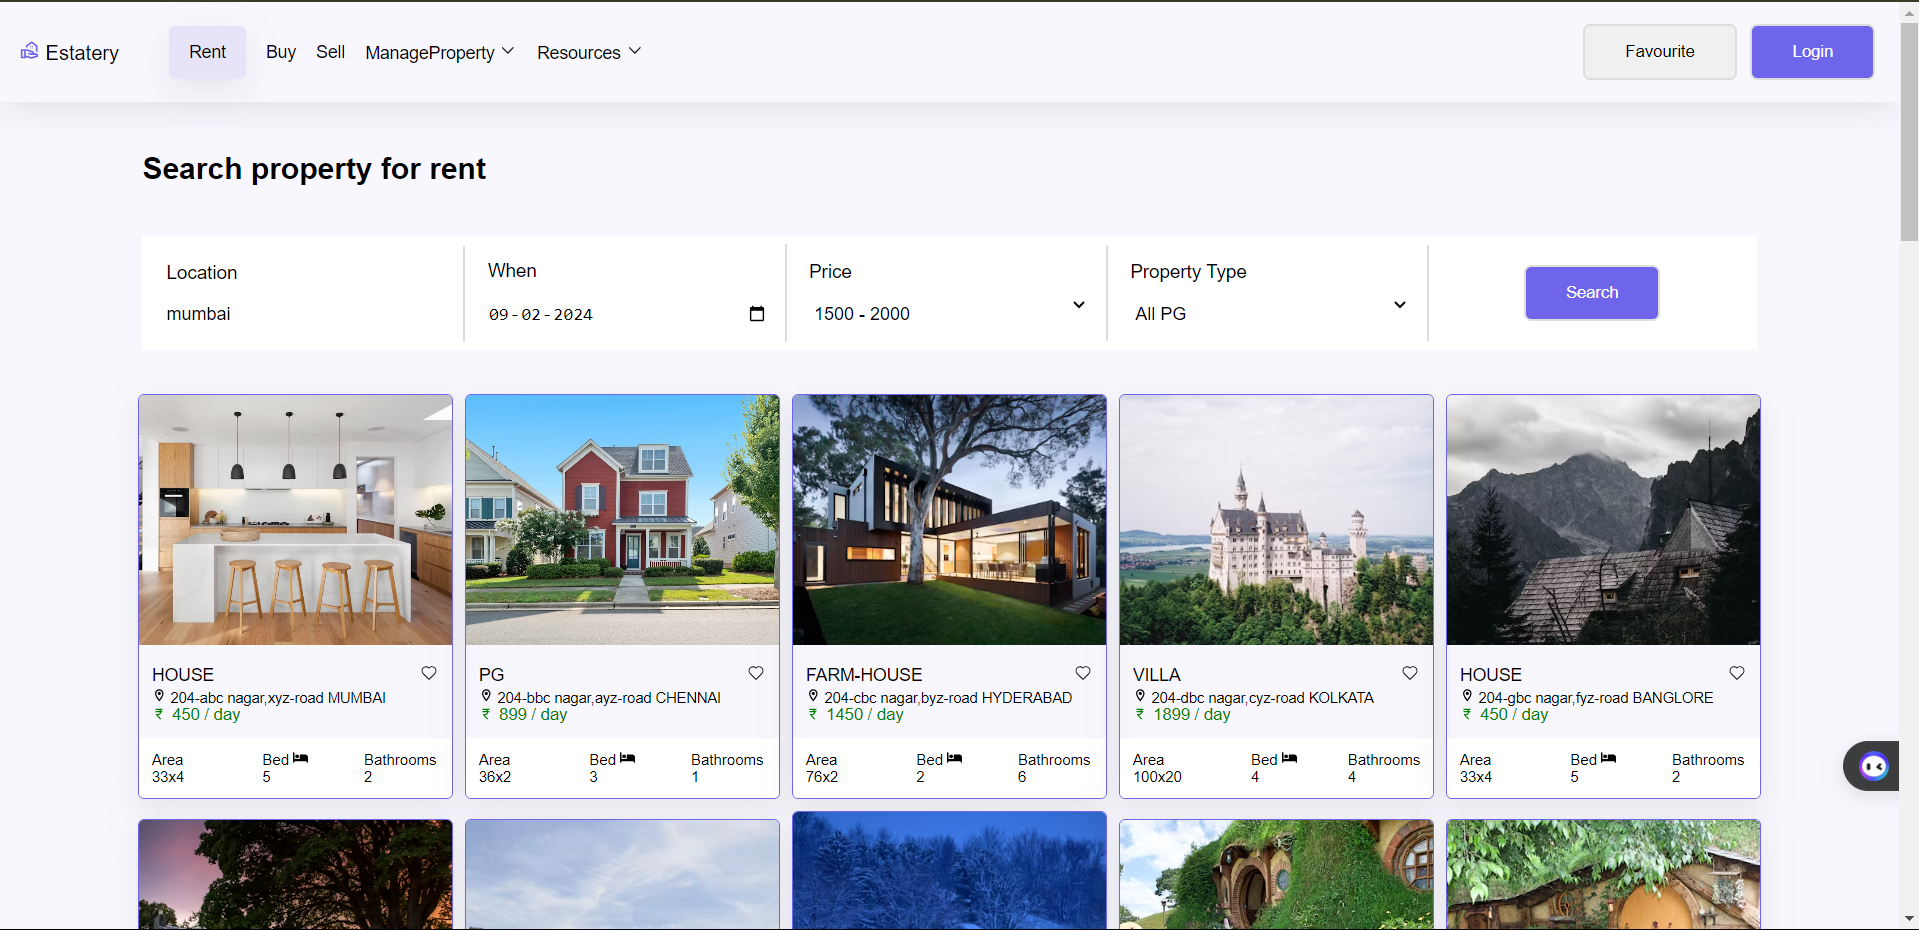 Estatery
Rent
Buy
Sell
ManageProperty
Resources
Favourite
Login
Search property for rent
Location
mumbai
When
09-02-2024
Price
1500 - 2000
Property Type
All PG
Search
HOUSE
204-abc nagar,xyz-road MUMBAI
₹ 450 / day
Area
33x4
Bed
5
Bathrooms
2
PG
204-bbc nagar,ayz-road CHENNAI
₹ 899 / day
Area
36x2
Bed
3
Bathrooms
1
FARM-HOUSE
204-cbc nagar,byz-road HYDERABAD
₹ 1450 / day
Area
76x2
Bed
2
Bathrooms
6
VILLA
204-dbc nagar,cyz-road KOLKATA
₹ 1899 / day
Area
100x20
Bed
4
Bathrooms
4
HOUSE
204-gbc nagar,fyz-road BANGLORE
₹ 450 / day
Area
33x4
Bed
5
Bathrooms
2